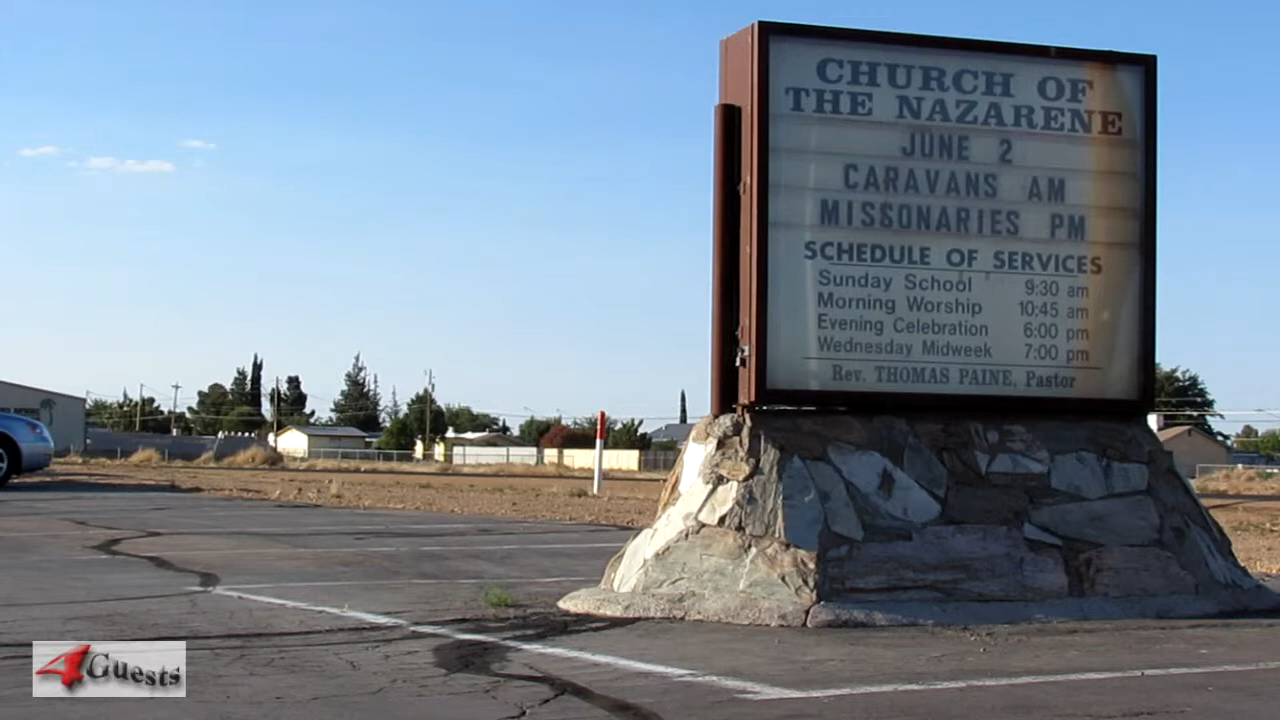 CHURCH OF
THE NAZARENE
JUNE 2
CARAVANS AM
MISSONARIES PM
SCHEDULE OF SERVICES
Sunday School 9:30 am
Morning Worship 10:45 am
Evening Celebration 6:00 pm
Wednesday Midweek 7:00 pm
Rev. THOMAS PAINE, Pastor
4Guests